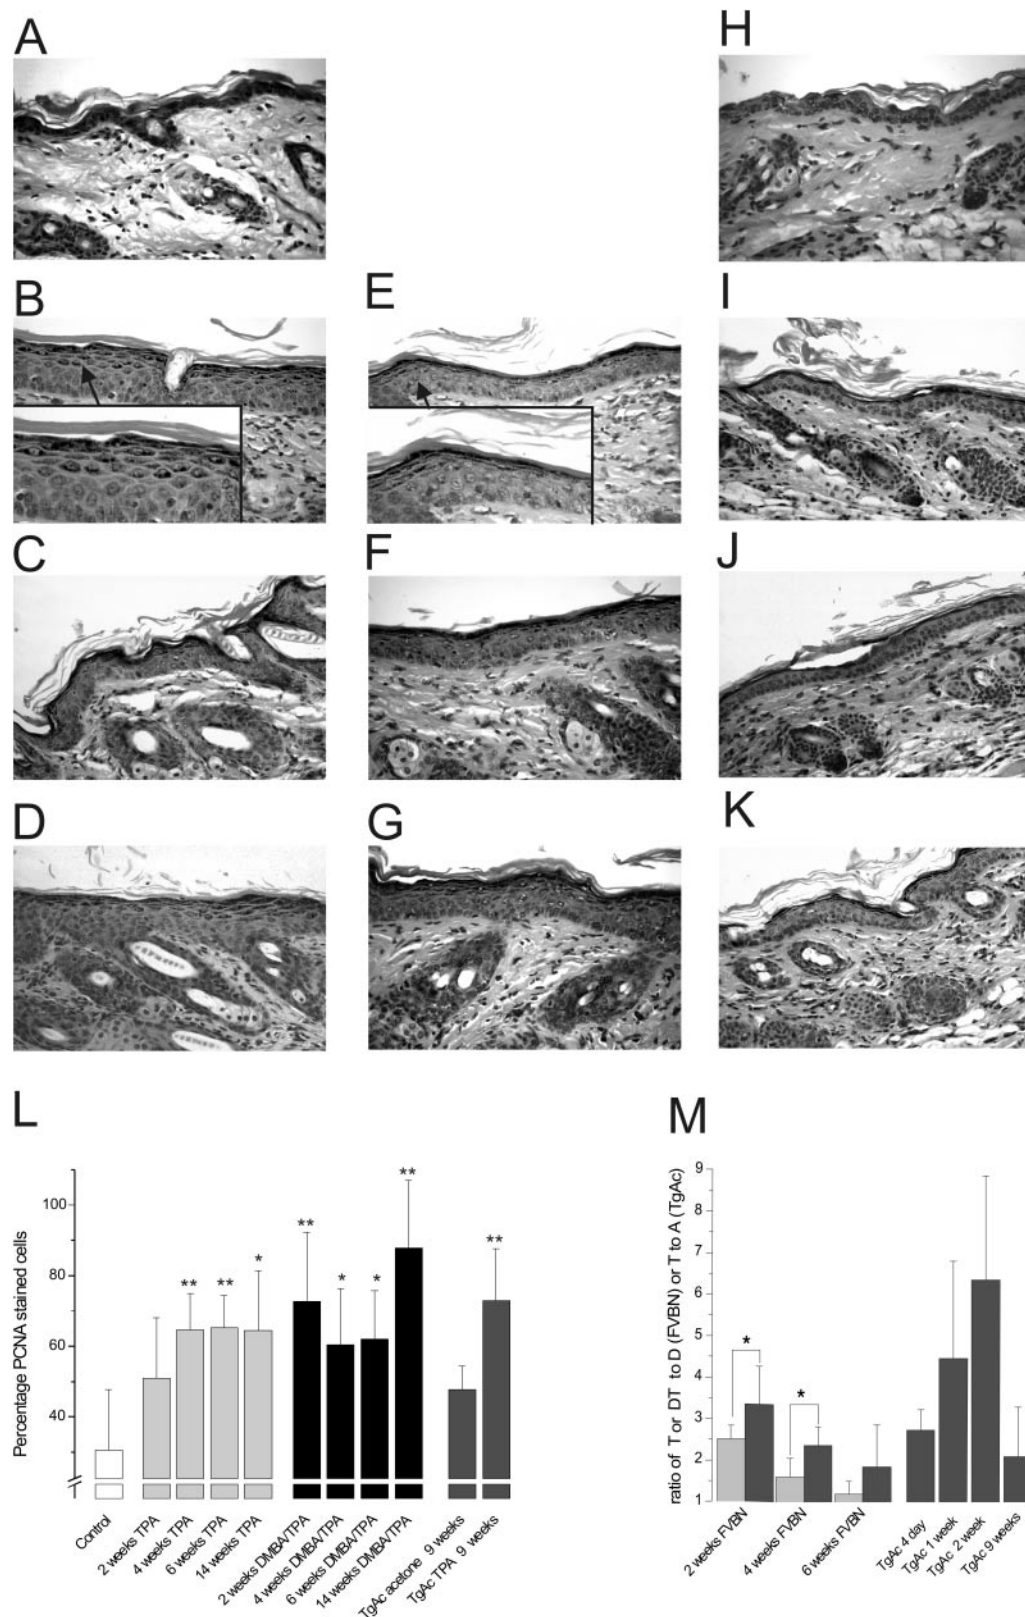 A
H
B
E
I
C
F
J
D
G
K
L
M
Percentage PCNA stained cells
100
80
60
40
** ** *
** * * **
**
Control
2 weeks TPA
4 weeks TPA
6 weeks TPA
14 weeks TPA
2 weeks DMBA/TPA
4 weeks DMBA/TPA
6 weeks DMBA/TPA
14 weeks DMBA/TPA
TgAc acetone 9 weeks
TgAc TPA 9 weeks
ratio of T or DT to D (FVBN) or T to A (TgAc)
9
8
7
6
5
4
3
2
1
*
*
2 weeks FVBN
4 weeks FVBN
6 weeks FVBN
TgAc 4 day
TgAc 1 week
TgAc 2 week
TgAc 9 weeks